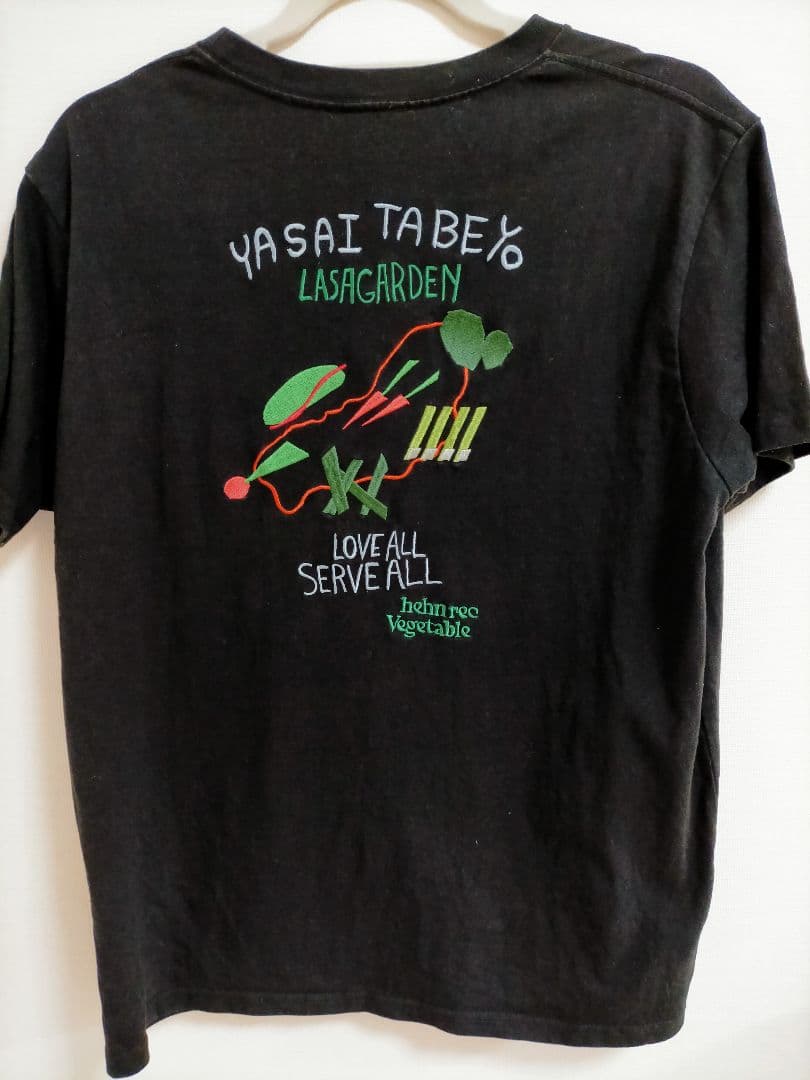 YASAI TABEYO
LASAGARDEN
LOVE ALL
SERVE ALL
hehn rec
Vegetable